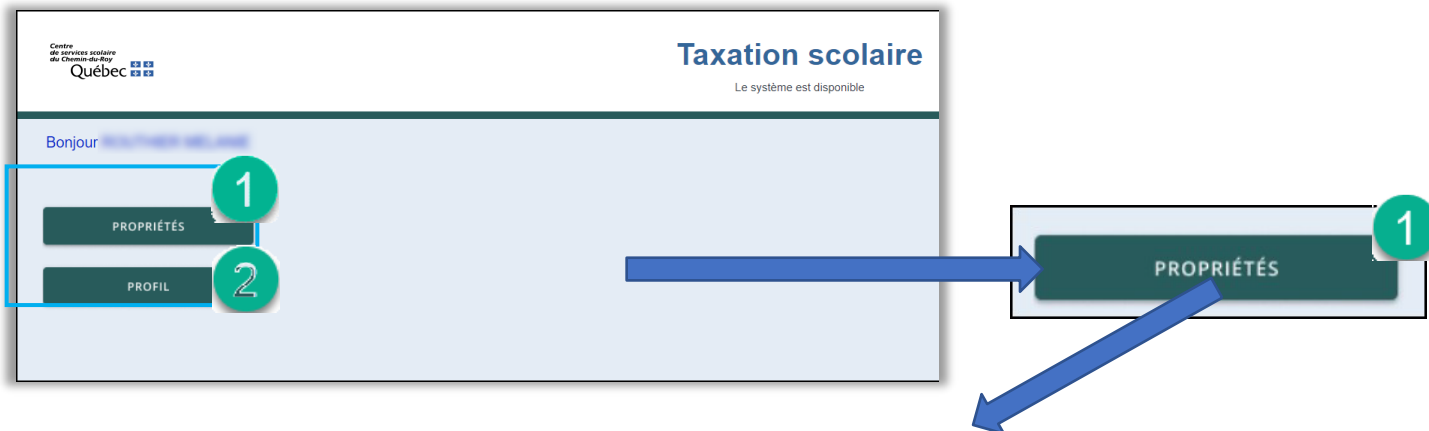 Centre
de services scolaire
du Chemin-du-Roy
Québec
Taxation scolaire
Le système est disponible
Bonjour
1
PROPRIÉTÉS
2
PROFIL
1
PROPRIÉTÉS